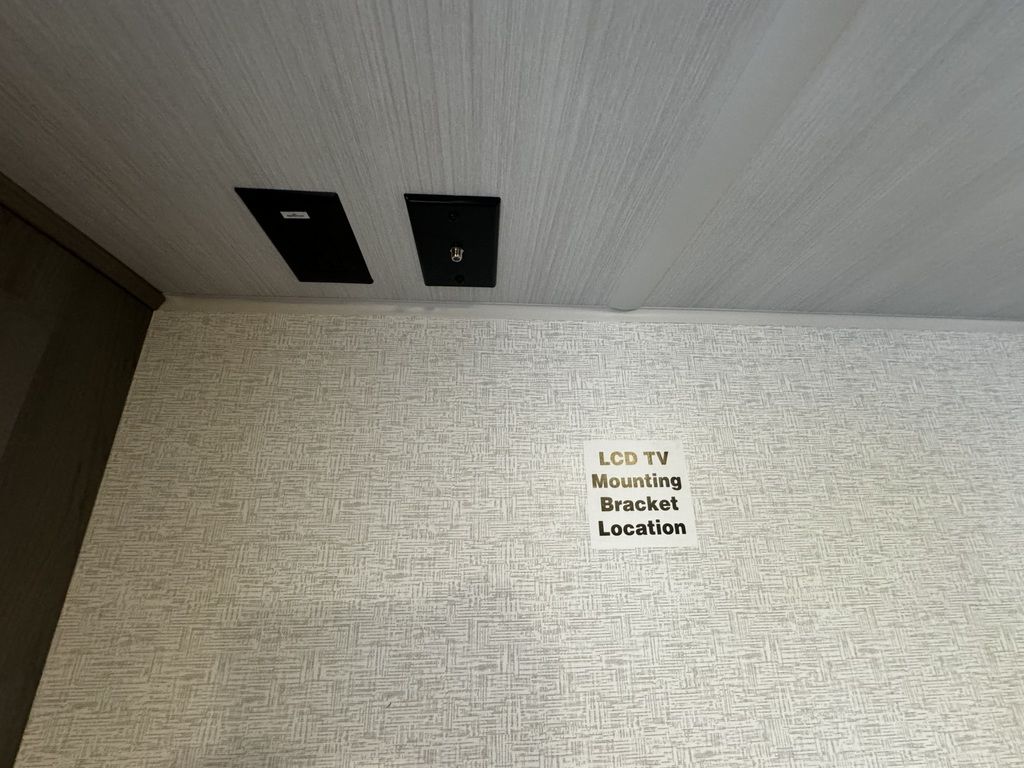 LCD TV
Mounting
Bracket
Location